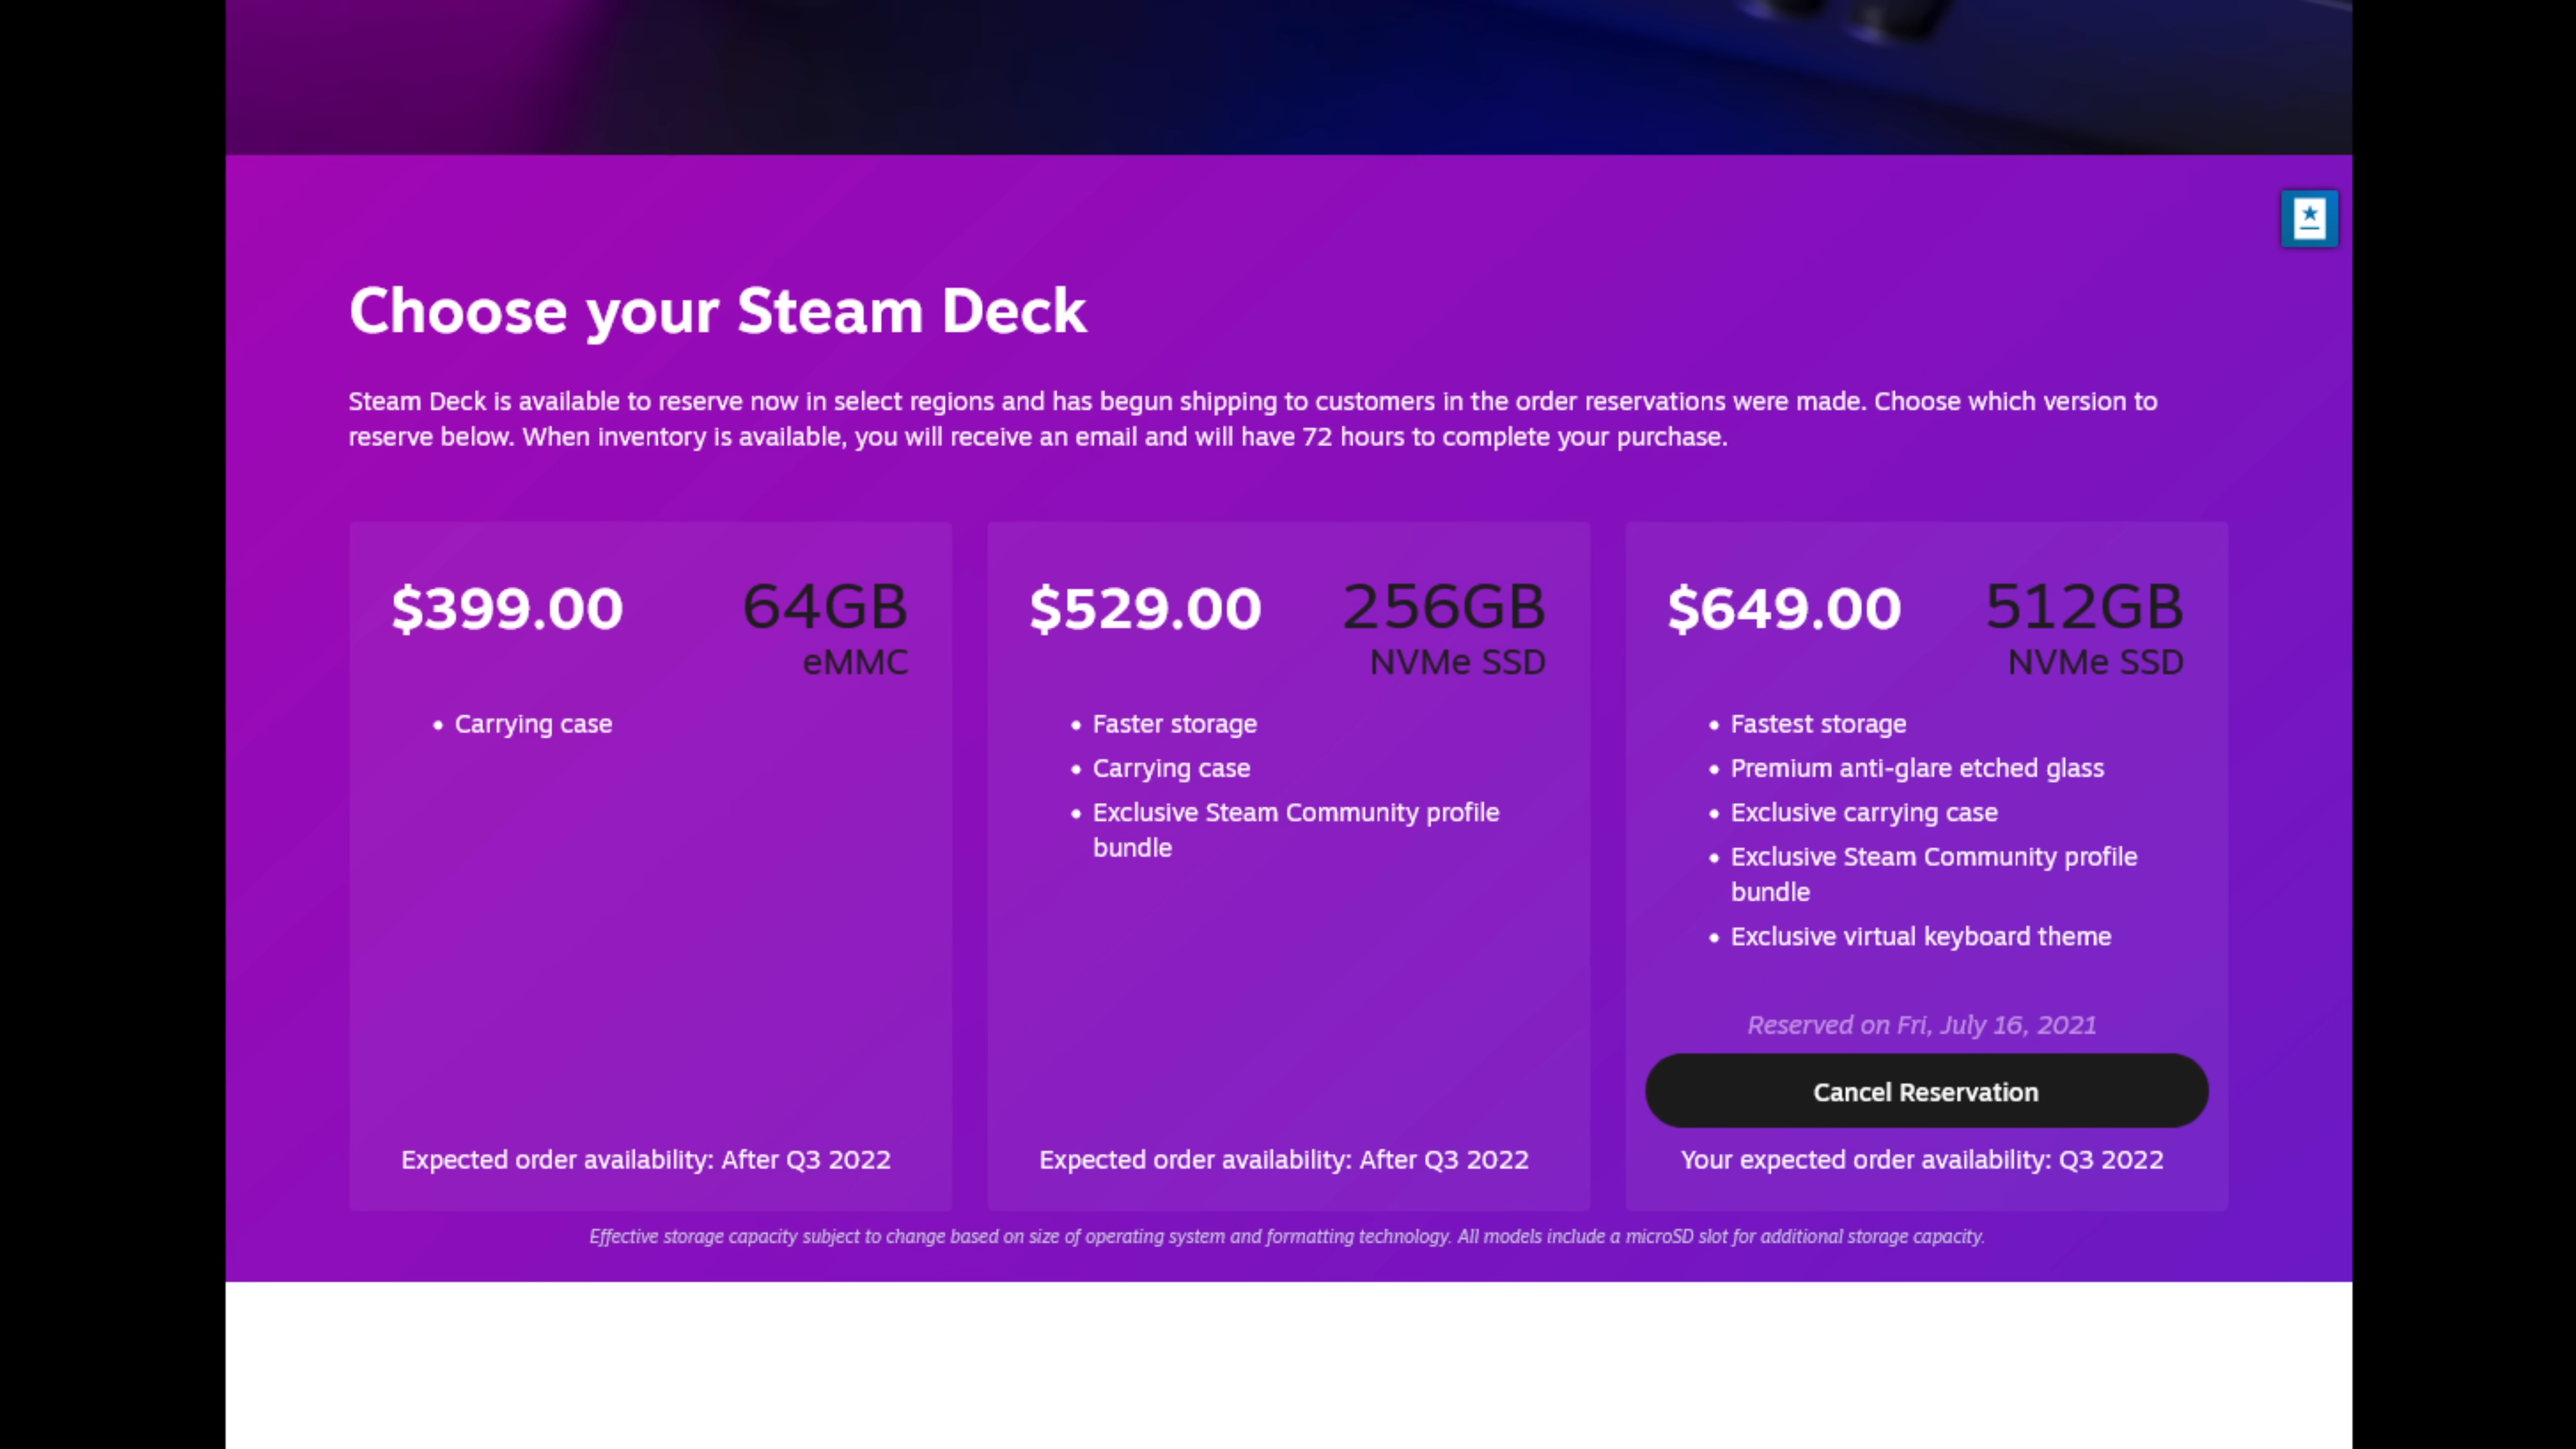 Choose your Steam Deck
Steam Deck is available to reserve now in select regions and has begun shipping to customers in the order reservations were made. Choose which version to
reserve below. When inventory is available, you will receive an email and will have 72 hours to complete your purchase.
$399.00
64GB
eMMC
• Carrying case
Expected order availability: After Q3 2022
$529.00
256GB
NVMe SSD
• Faster storage
• Carrying case
• Exclusive Steam Community profile
bundle
Expected order availability: After Q3 2022
$649.00
512GB
NVMe SSD
• Fastest storage
• Premium anti-glare etched glass
• Exclusive carrying case
• Exclusive Steam Community profile
bundle
• Exclusive virtual keyboard theme
Reserved on Fri, July 16, 2021
Cancel Reservation
Your expected order availability: Q3 2022
Effective storage capacity subject to change based on size of operating system and formatting technology. All models include a microSD slot for additional storage capacity.